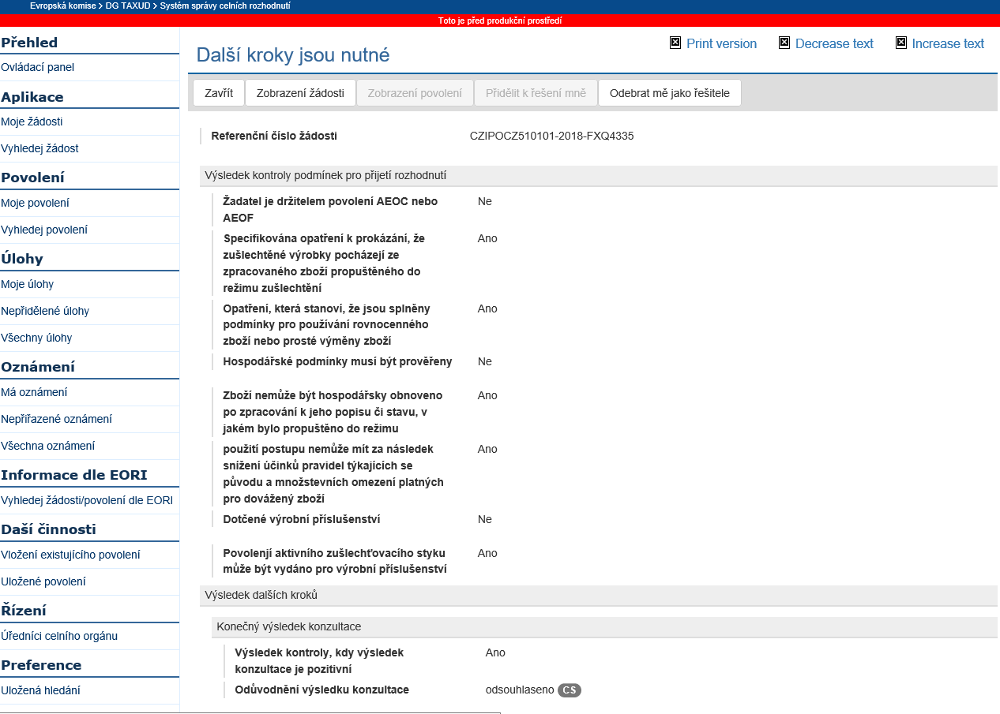 Evropská komise > DG TAXUD > Systém správy celních rozhodnutí
Toto je před produkční prostředí
Přehled
Ovládací panel
Aplikace
Moje žádosti
Vyhledej žádost
Povolení
Moje povolení
Vyhledej povolení
Úlohy
Moje úlohy
Nepřidělené úlohy
Všechny úlohy
Oznámení
Má oznámení
Nepřiřazené oznámení
Všechna oznámení
Informace dle EORI
Vyhledej žádosti/povolení dle EORI
Daší činnosti
Vložení existujícího povolení
Uložené povolení
Řízení
Úředníci celního orgánu
Preference
Uložená hledání
Print version Decrease text Increase text
Další kroky jsou nutné
Zavřít Zobrazení žádosti Zobrazení povolení Přidělit k řešení mně Odebrat mě jako řešitele
Referenční číslo žádosti CZIPOCZ510101-2018-FXQ4335
Výsledek kontroly podmínek pro přijetí rozhodnutí
Žadatel je držitelem povolení AEOC nebo Ne
AEOF
Specifikována opatření k prokázání, že Ano
zušlechtěné výrobky pocházejí ze
zpracovaného zboží propuštěného do
režimu zušlechtění
Opatření, která stanoví, že jsou splněny Ano
podmínky pro používání rovnocenného
zboží nebo prosté výměny zboží
Hospodářské podmínky musí být prověřeny Ne
Zboží nemůže být hospodářsky obnoveno Ano
po zpracování k jeho popisu či stavu, v
jakém bylo propuštěno do režimu
použití postupu nemůže mít za následek Ano
snížení účinků pravidel týkajících se
původu a množstevních omezení platných
pro dovážený zboží
Dotčené výrobní příslušenství Ne
Povolenjí aktivního zušlechťovacího styku Ano
může být vydáno pro výrobní příslušenství
Výsledek dalších kroků
Konečný výsledek konzultace
Výsledek kontroly, kdy výsledek Ano
konzultace je pozitivní
Odůvodnění výsledku konzultace odsouhlaseno CS